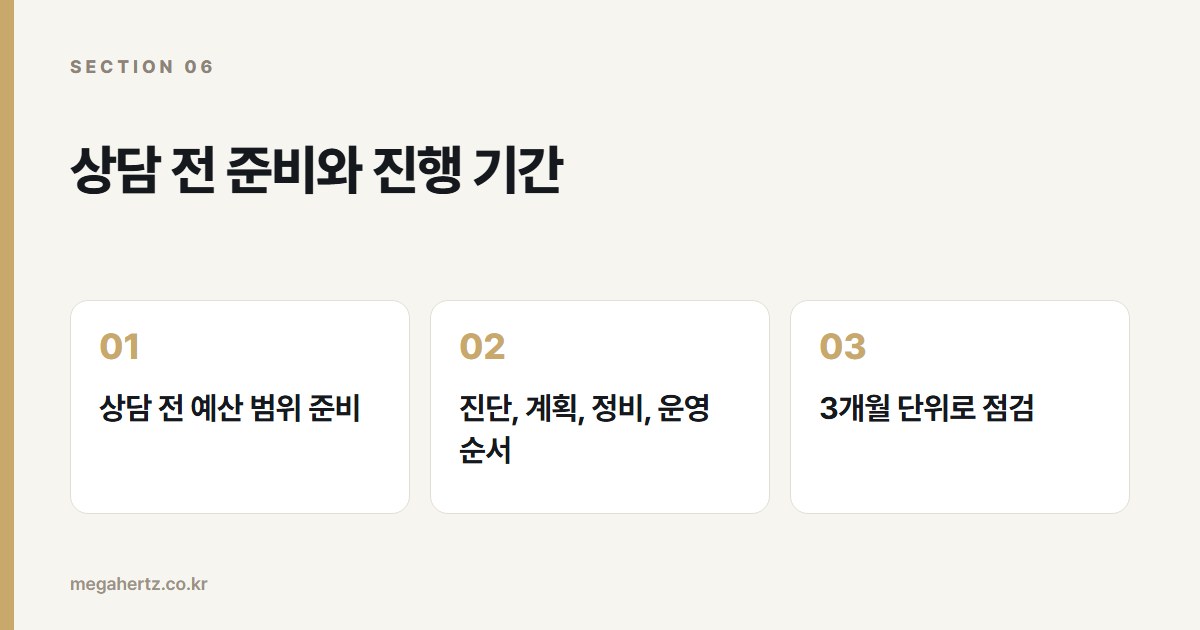 SECTION 06
상담 전 준비와 진행 기간
01
상담 전 예산 범위 준비
02
진단, 계획, 정비, 운영
순서
03
3개월 단위로 점검
megahertz.co.kr